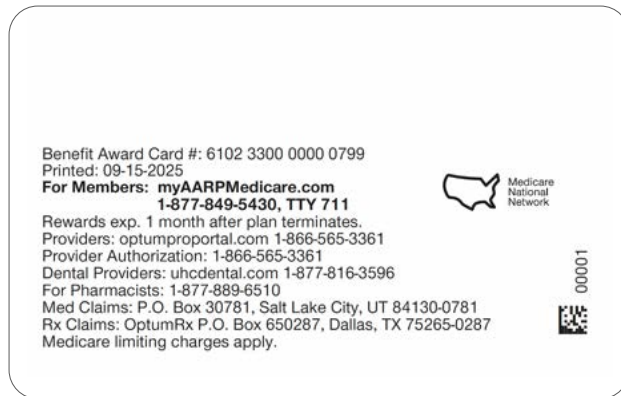 Benefit Award Card #: 6102 3300 0000 0799
Printed: 09-15-2025
For Members: myAARPMedicare.com
1-877-849-5430, TTY 711
Rewards exp. 1 month after plan terminates.
Providers: optumproportal.com 1-866-565-3361
Provider Authorization: 1-866-565-3361
Dental Providers: uhcdental.com 1-877-816-3596
For Pharmacists: 1-877-889-6510
Med Claims: P.O. Box 30781, Salt Lake City, UT 84130-0781
Rx Claims: OptumRx P.O. Box 650287, Dallas, TX 75265-0287
Medicare limiting charges apply.
Medicare
National
Network
00001